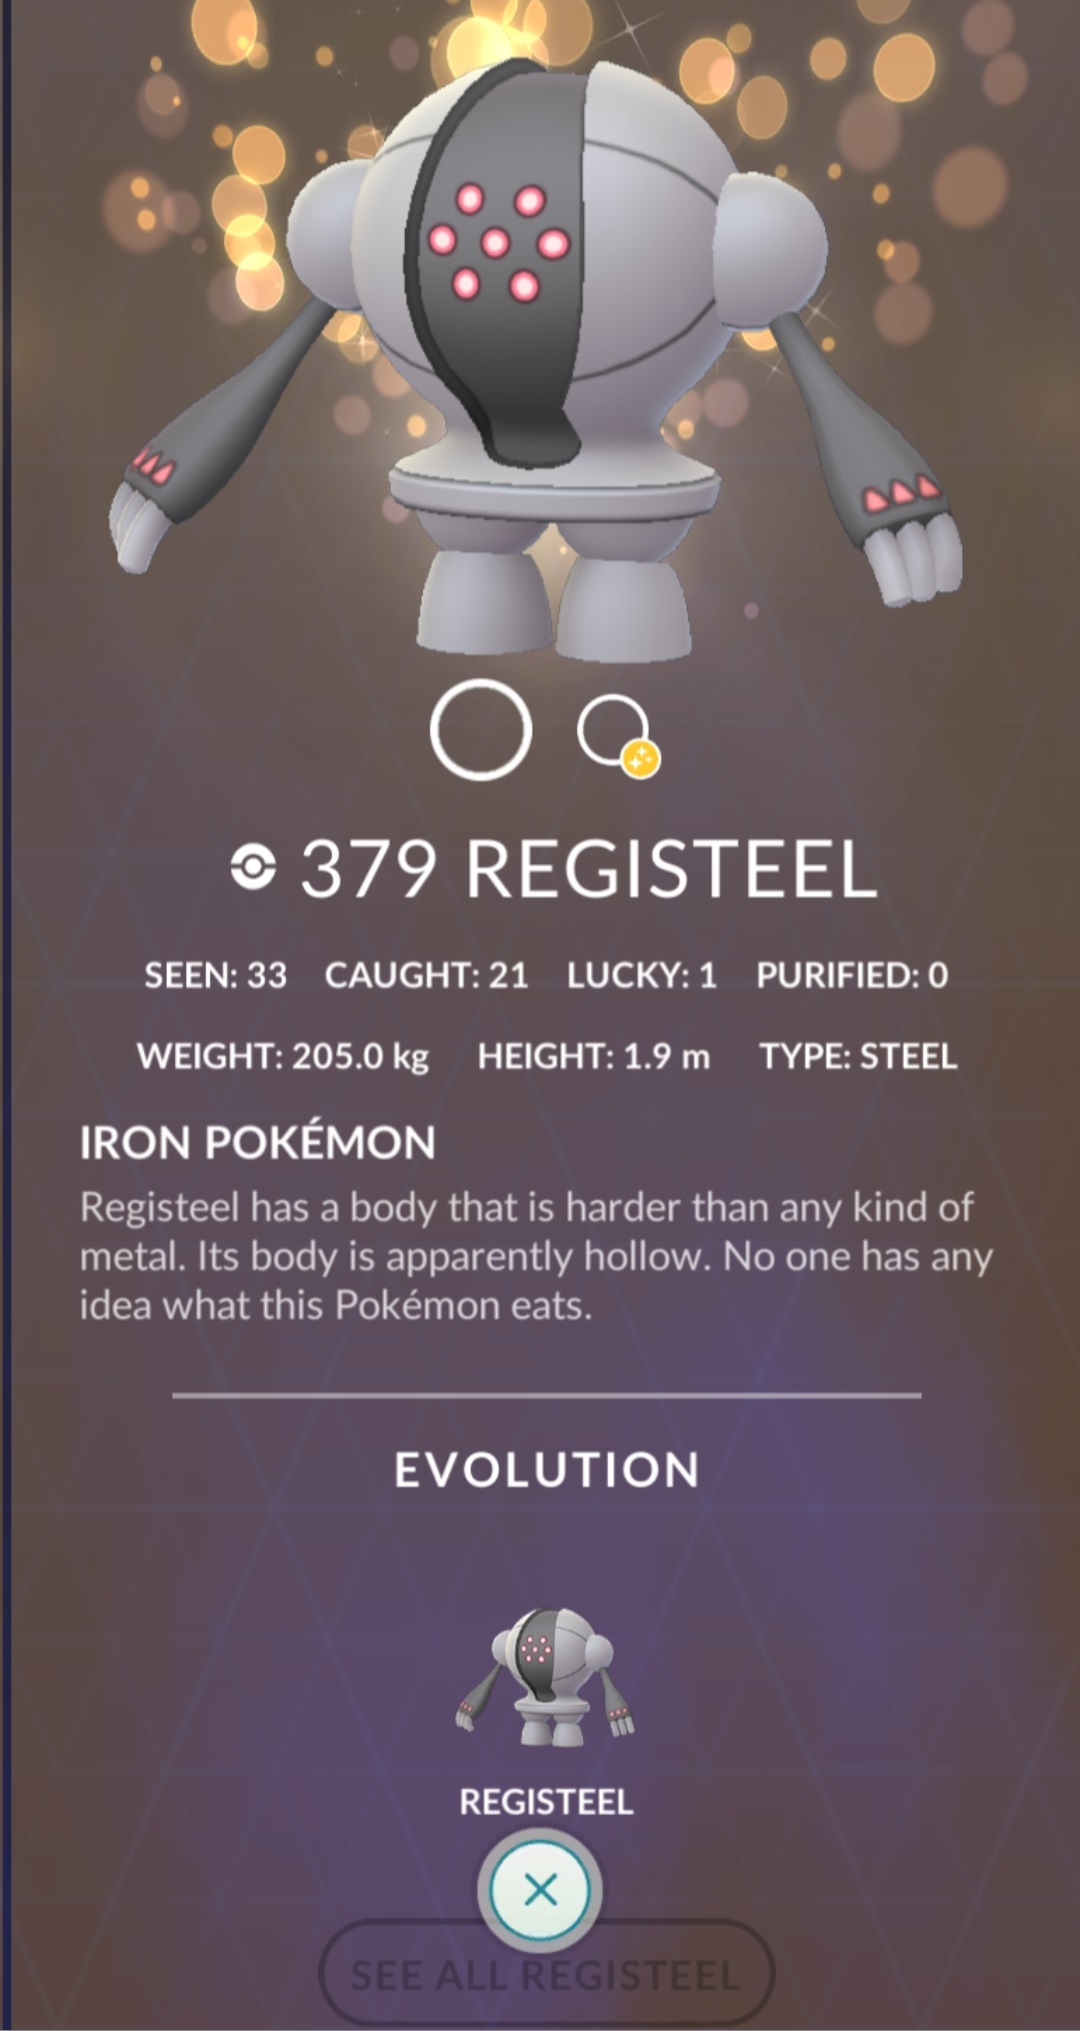 379 REGISTEEL
SEEN: 33 CAUGHT: 21 LUCKY: 1 PURIFIED: 0
WEIGHT: 205.0 kg HEIGHT: 1.9 m TYPE: STEEL
IRON POKÉMON
Registeel has a body that is harder than any kind of
metal. Its body is apparently hollow. No one has any
idea what this Pokémon eats.
EVOLUTION
REGISTEEL
SEE ALL REGISTEEL